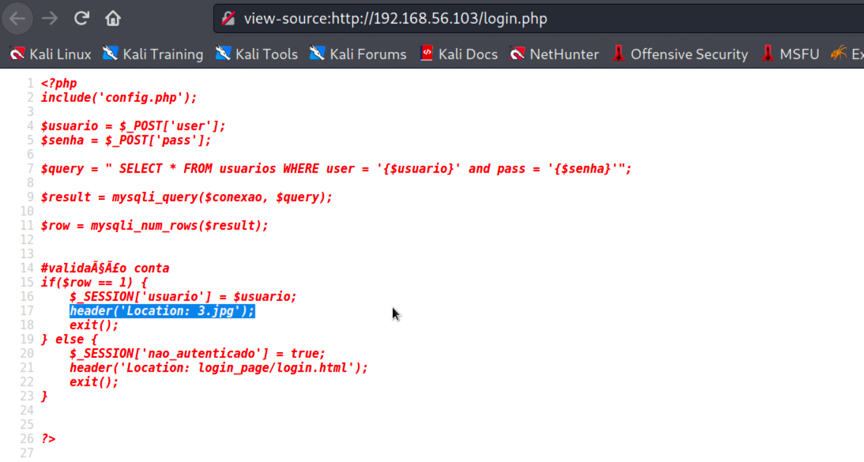 view-source:http://192.168.56.103/login.php
Kali Linux Kali Training Kali Tools Kali Forums Kali Docs NetHunter Offensive Security MSFU Ex
1 <?php
2 include('config.php');
3
4 $usuario = $_POST['user'];
5 $senha = $_POST['pass'];
6
7 $query = " SELECT * FROM usuarios WHERE user = '{$usuario}' and pass = '{$senha}'";
8
9 $result = mysqli_query($conexao, $query);
10
11 $row = mysqli_num_rows($result);
12
13
14 #validaÃ§Ã£o conta
15 if($row == 1) {
16 $_SESSION['usuario'] = $usuario;
17 header('Location: 3.jpg');
18 exit();
19 } else {
20 $_SESSION['nao_autenticado'] = true;
21 header('Location: login_page/login.html');
22 exit();
23 }
24
25
26 ?>
27